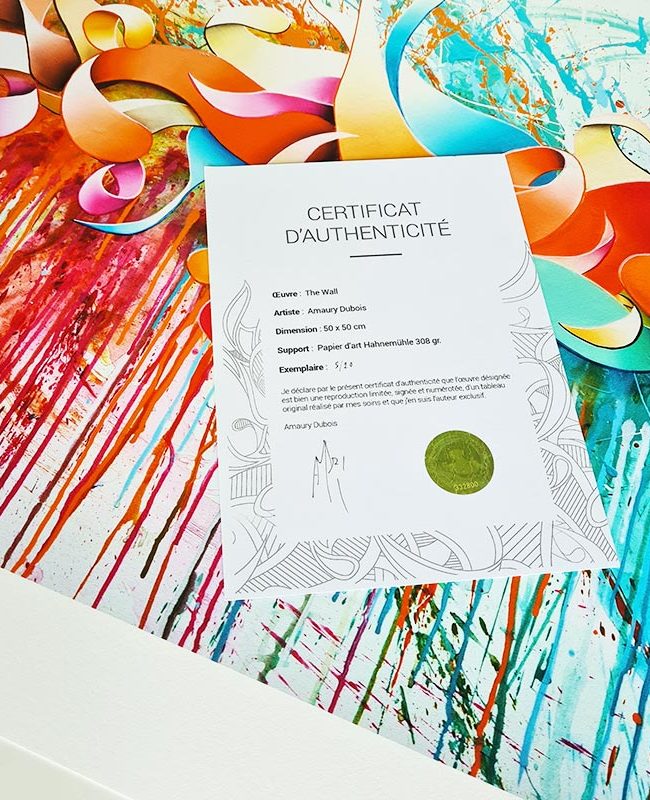 CERTIFICAT
D'AUTHENTICITÉ
Œuvre : The Wall
Artiste : Amaury Dubois
Dimension : 50 x 50 cm
Support : Papier d'art Hahnemühle 308 gr.
Exemplaire : 5/20
Je déclare par le présent certificat d'authenticité que l'œuvre désignée
est bien une reproduction limitée, signée et numérotée, d'un tableau
original réalisé par mes soins et que j'en suis l'auteur exclusif.
Amaury Dubois